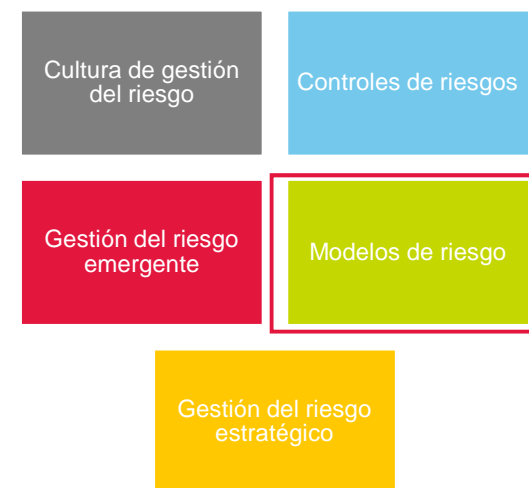 Cultura de gestión
del riesgo
Controles de riesgos
Gestión del riesgo
emergente
Modelos de riesgo
Gestión del riesgo
estratégico